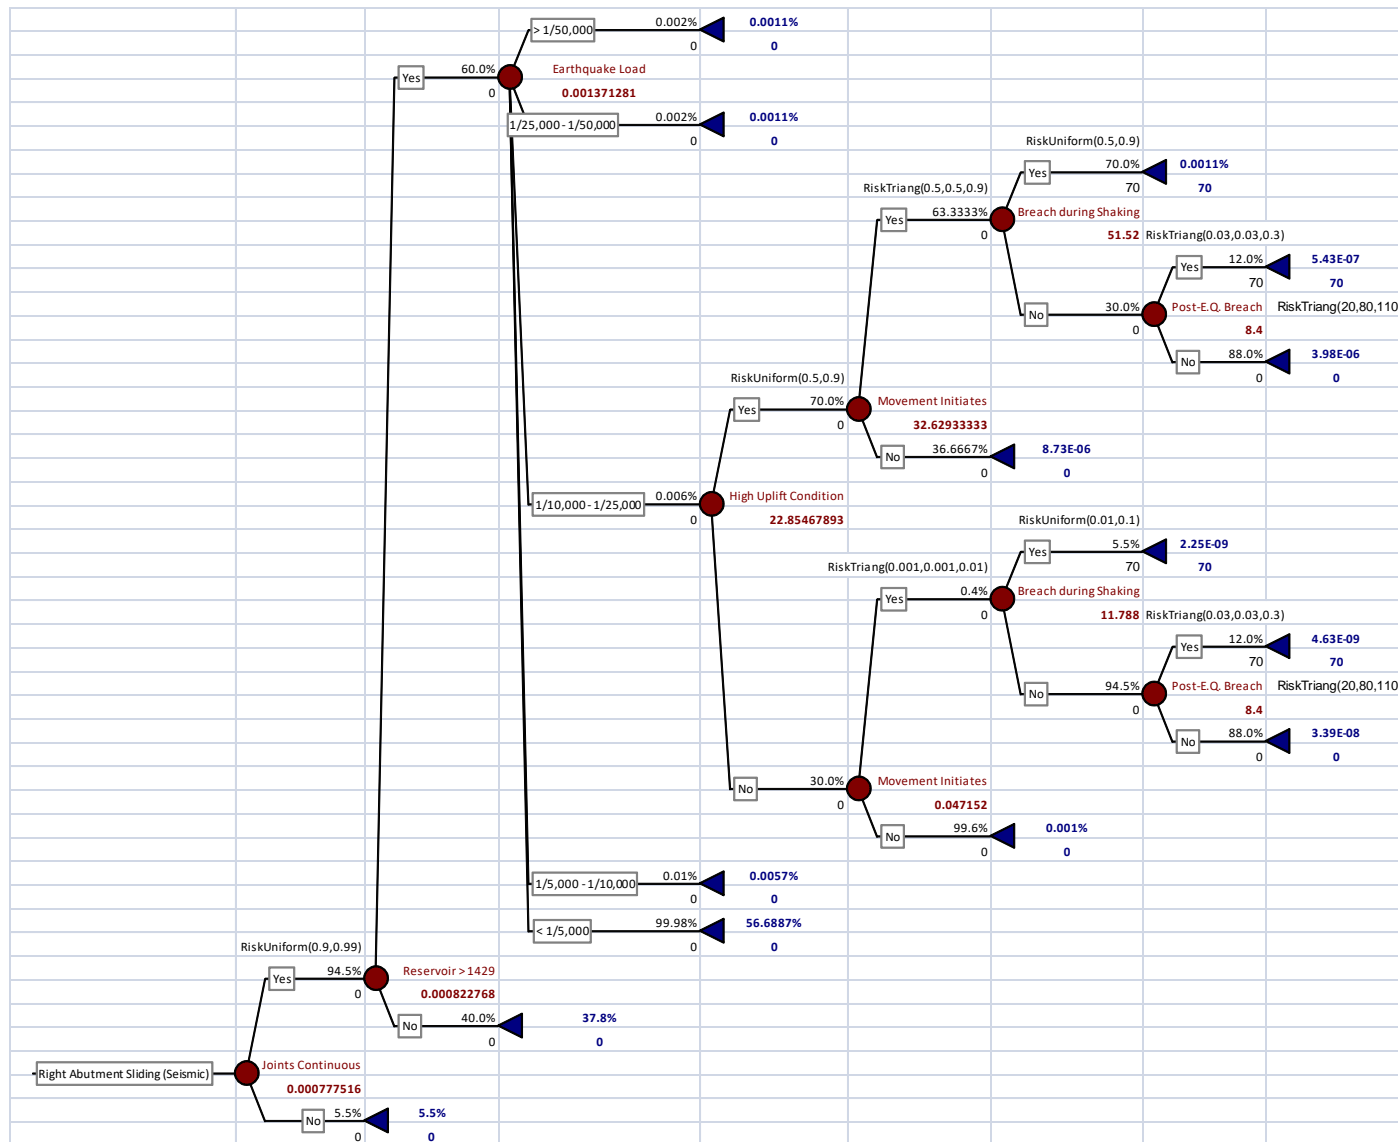 > 1/50,000 0.002% 0.0011%
0 0
Yes 60.0% Earthquake Load
0 0.001371281
1/25,000 - 1/50,000 0.002% 0.0011%
0 0
RiskUniform(0.5,0.9)
Yes 70.0% 0.0011%
RiskTriang(0.5,0.5,0.9) 70 70
Yes 63.3333% Breach during Shaking
0 51.52 RiskTriang(0.03,0.03,0.3)
Yes 12.0% 5.43E-07
70 70
No 30.0% Post-E.Q. Breach RiskTriang(20,80,110
0 8.4
No 88.0% 3.98E-06
RiskUniform(0.5,0.9) 0 0
Yes 70.0% Movement Initiates
0 32.62933333
No 36.6667% 8.73E-06
0 0
1/10,000 - 1/25,000 0.006% High Uplift Condition
0 22.85467893
RiskUniform(0.01,0.1)
Yes 5.5% 2.25E-09
RiskTriang(0.001,0.001,0.01) 70 70
Yes 0.4% Breach during Shaking
0 11.788 RiskTriang(0.03,0.03,0.3)
Yes 12.0% 4.63E-09
70 70
No 94.5% Post-E.Q. Breach RiskTriang(20,80,110
0 8.4
No 88.0% 3.39E-08
0 0
No 30.0% Movement Initiates
0 0.047152
No 99.6% 0.001%
0 0
1/5,000 - 1/10,000 0.01% 0.0057%
0 0
< 1/5,000 99.98% 56.6887%
0 0
RiskUniform(0.9,0.99)
Yes 94.5% Reservoir > 1429
0 0.000822768
No 40.0% 37.8%
0 0
Right Abutment Sliding (Seismic) Joints Continuous
0.000777516
No 5.5% 5.5%
0 0